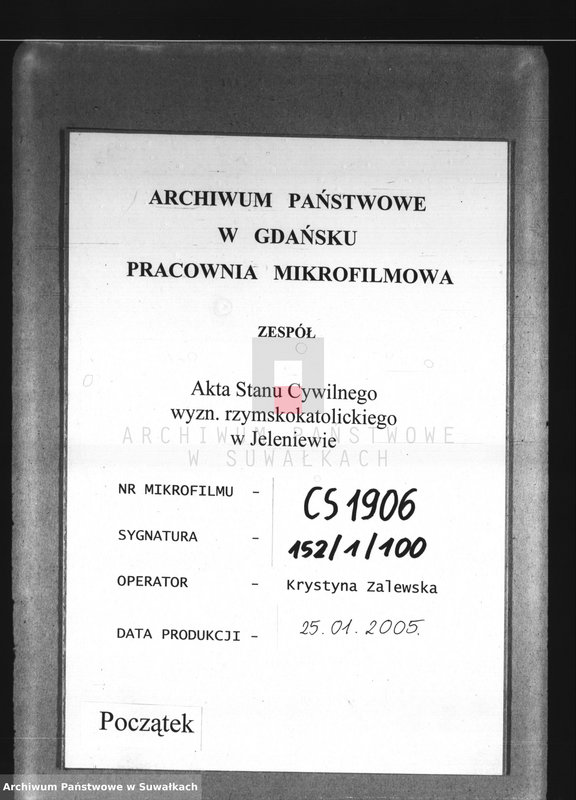 ARCHIWUM PAŃSTWOWE
W GDAŃSKU
PRACOWNIA MIKROFILMOWA
ZESPÓŁ
Akta Stanu Cywilnego
wyzn. rzymskokatolickiego
w Jeleniewie
ARCHIWUM PAŃSTWOWE
W SUWAŁKACH
NR MIKROFILMU – CS 1906
SYGNATURA – 152/1/100
OPERATOR – Krystyna Zalewska
DATA PRODUKCJI – 25.01.2005.
Początek
Archiwum Państwowe w Suwałkach